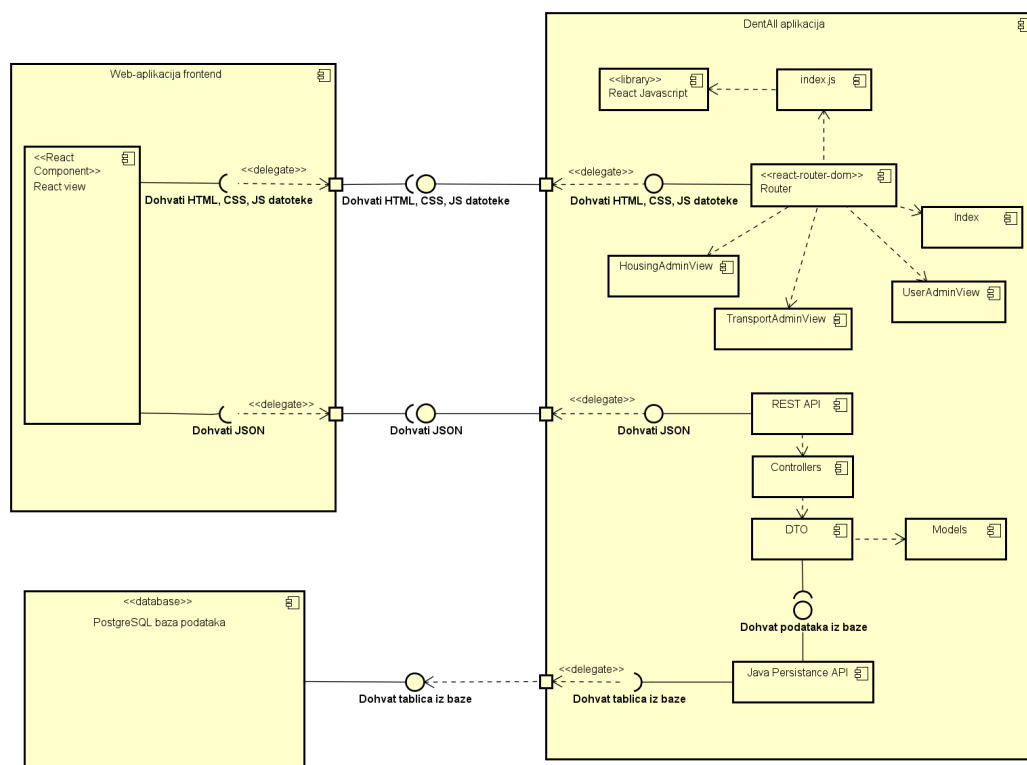 DentAll aplikacija
Web-aplikacija frontend
<<library>>
React Javascript
index.js
<<React
Component>>
React view
<<delegate>>
Dohvati HTML, CSS, JS datoteke
Dohvati HTML, CSS, JS datoteke
<<delegate>>
Dohvati HTML, CSS, JS datoteke
<<react-router-dom>>
Router
Index
HousingAdminView
UserAdminView
TransportAdminView
<<delegate>>
Dohvati JSON
Dohvati JSON
<<delegate>>
Dohvati JSON
REST API
Controllers
DTO
Models
Dohvat podataka iz baze
<<database>>
PostgreSQL baza podataka
Dohvat tablica iz baze
<<delegate>>
Dohvat tablica iz baze
Java Persistance API